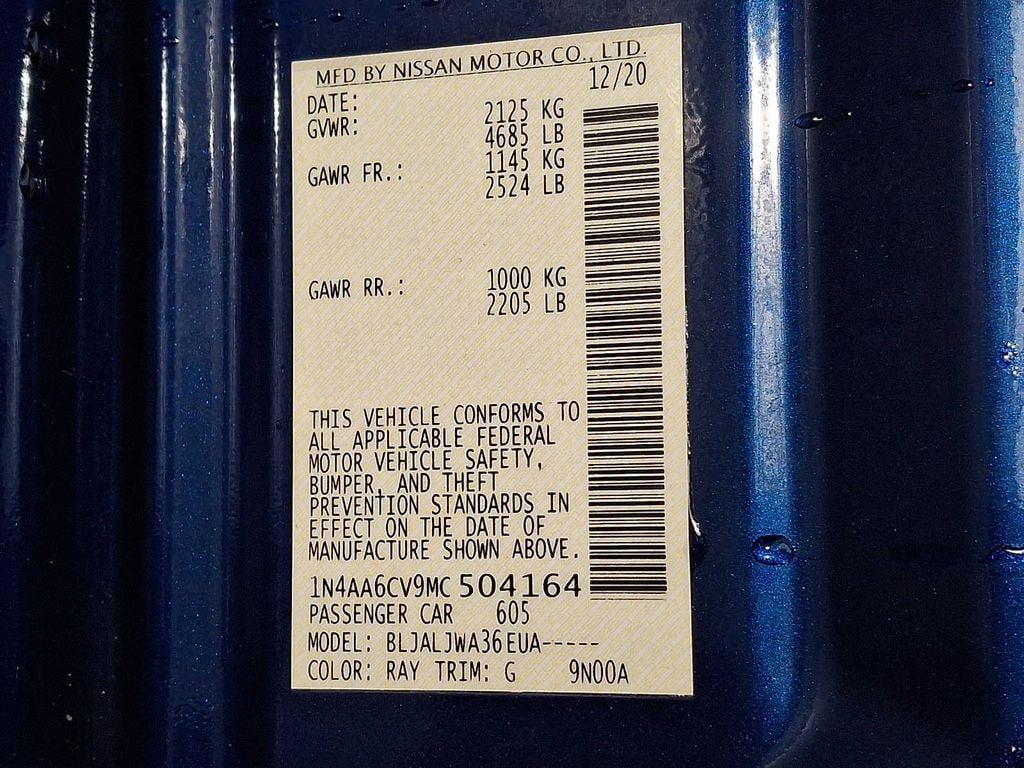 MFD BY NISSAN MOTOR CO., LTD.
DATE: 12/20
GVWR: 2125 KG
4685 LB
GAWR FR.: 1145 KG
2524 LB
GAWR RR.: 1000 KG
2205 LB
THIS VEHICLE CONFORMS TO
ALL APPLICABLE FEDERAL
MOTOR VEHICLE SAFETY,
BUMPER, AND THEFT
PREVENTION STANDARDS IN
EFFECT ON THE DATE OF
MANUFACTURE SHOWN ABOVE.
1N4AA6CV9MC504164
PASSENGER CAR 605
MODEL: BLJALJWA36EUA-----
COLOR: RAY TRIM: G 9N00A